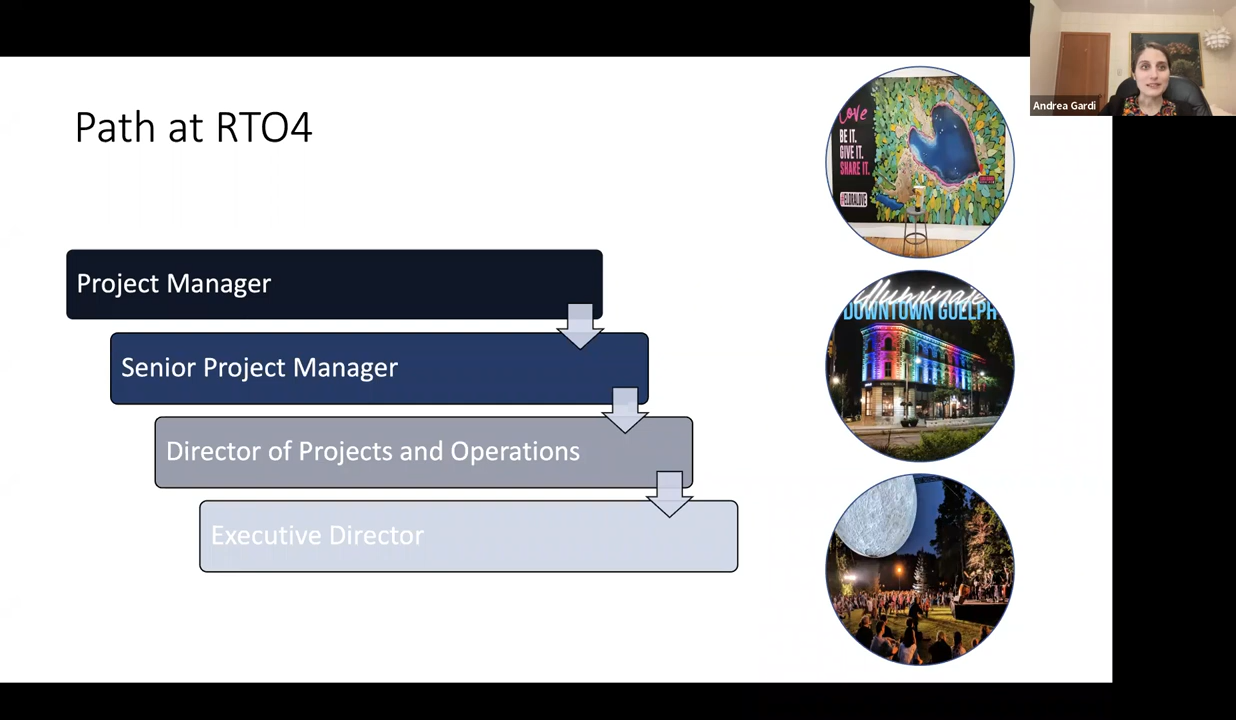 Path at RTO4
Project Manager
Senior Project Manager
Director of Projects and Operations
Executive Director
Love
BE IT.
GIVE IT.
SHARE IT.
#ELORALOVE
illuminate
DOWNTOWN GUELPH
Andrea Gardi